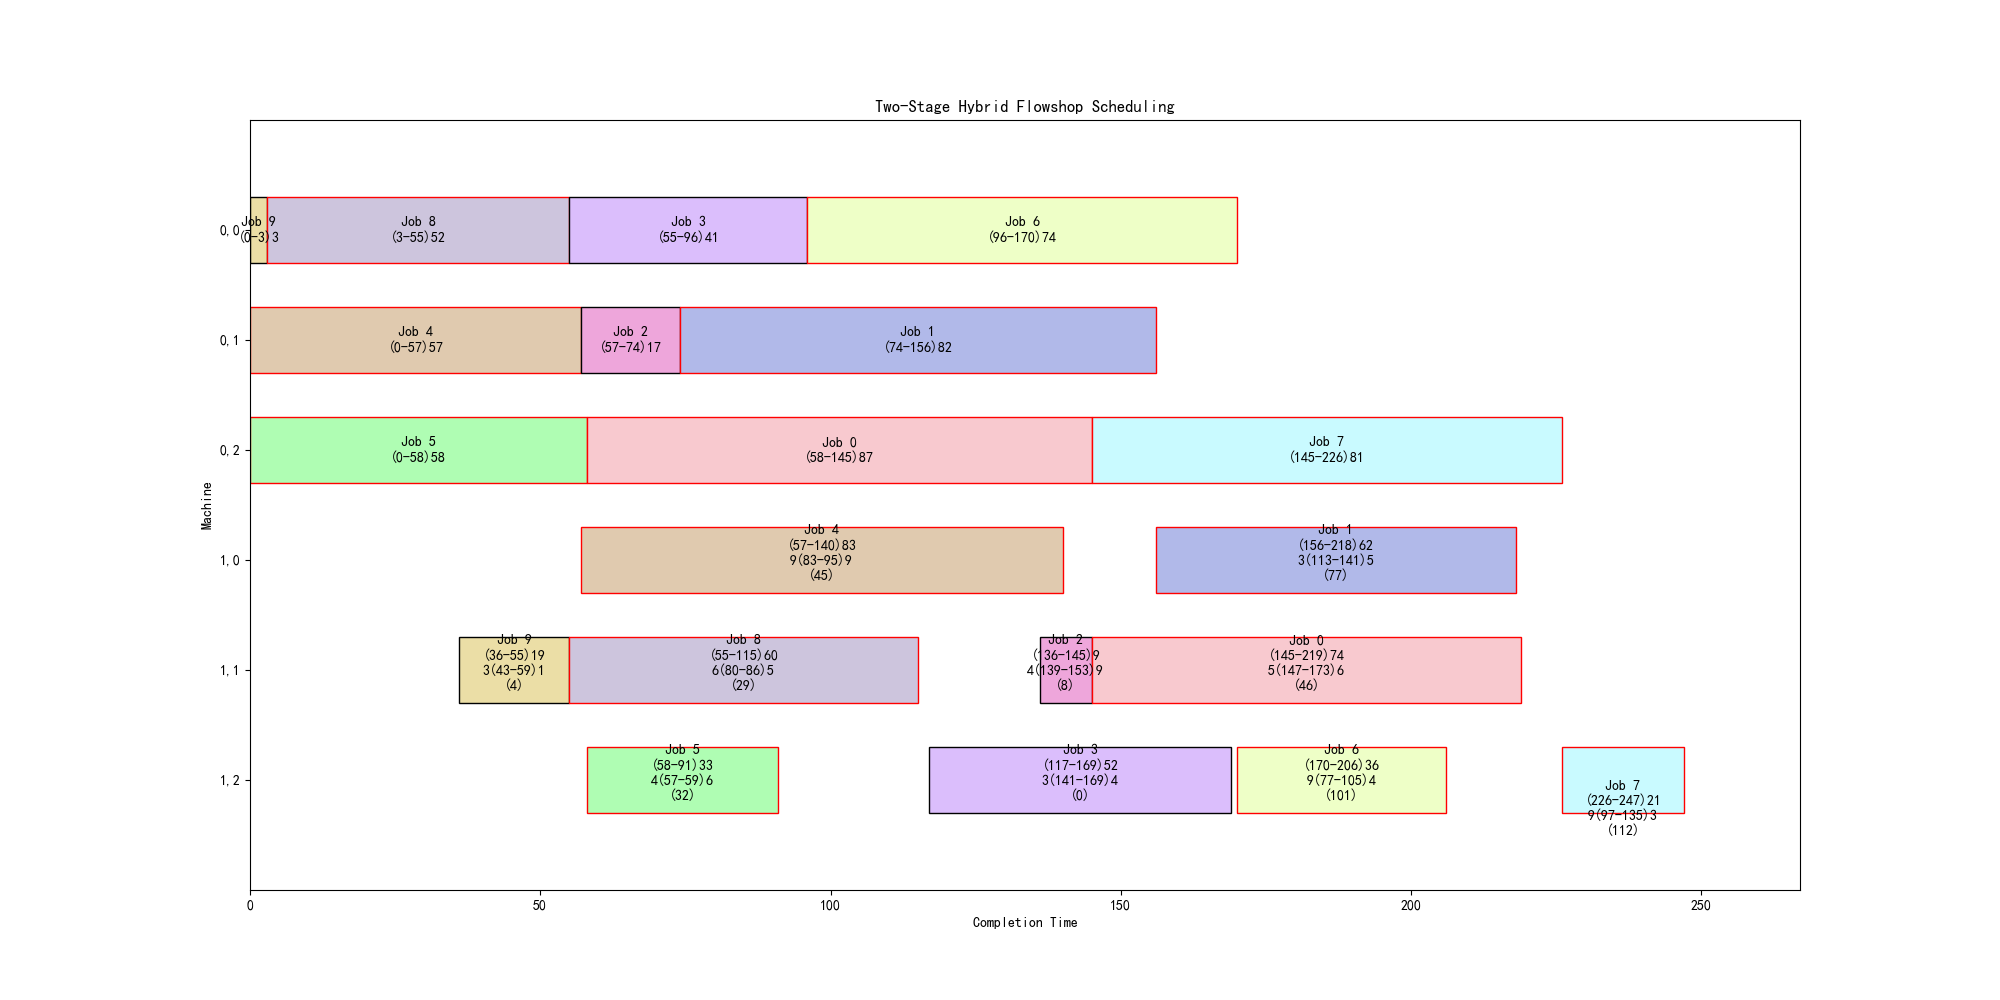 Two-Stage Hybrid Flowshop Scheduling
Machine
0,0
Job 9
(0-3)3
Job 8
(3-55)52
Job 3
(55-96)41
Job 6
(96-170)74
0,1
Job 4
(0-57)57
Job 2
(57-74)17
Job 1
(74-156)82
0,2
Job 5
(0-58)58
Job 0
(58-145)87
Job 7
(145-226)81
1,0
Job 4
(57-140)83
9(83-95)9
(45)
Job 1
(156-218)62
3(113-141)5
(77)
1,1
Job 9
(36-55)19
3(43-59)1
(4)
Job 8
(55-115)60
6(80-86)5
(29)
Job 2
(136-145)9
4(139-153)9
(8)
Job 0
(145-219)74
5(147-173)6
(46)
1,2
Job 5
(58-91)33
4(57-59)6
(32)
Job 3
(117-169)52
3(141-169)4
(0)
Job 6
(170-206)36
9(77-105)4
(101)
Job 7
(226-247)21
9(97-135)3
(112)
0
50
100
150
200
250
Completion Time